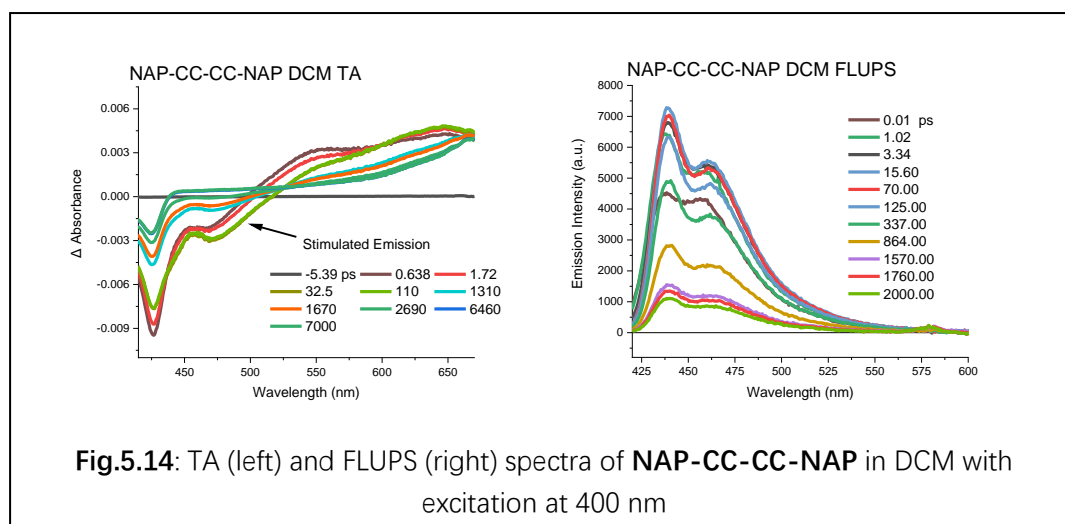 NAP-CC-CC-NAP DCM TA
0.006
0.003
0.000
-0.003
-0.006
-0.009
Δ Absorbance
Stimulated Emission
-5.39 ps 0.638 1.72
32.5 110 1310
1670 2690 6460
7000
450 500 550 600 650
Wavelength (nm)
NAP-CC-CC-NAP DCM FLUPS
8000
7000
6000
5000
4000
3000
2000
1000
0
Emission Intensity (a.u.)
0.01 ps
1.02
3.34
15.60
70.00
125.00
337.00
864.00
1570.00
1760.00
2000.00
425 450 475 500 525 550 575 600
Wavelength (nm)
Fig.5.14: TA (left) and FLUPS (right) spectra of NAP-CC-CC-NAP in DCM with
excitation at 400 nm